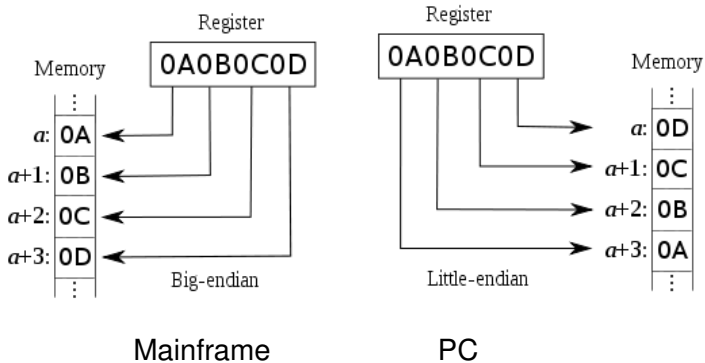 Register
0A0B0C0D
Memory
⋮
a: 0A
a+1: 0B
a+2: 0C
a+3: 0D
⋮
Big-endian
Mainframe
Register
0A0B0C0D
Memory
⋮
a: 0D
a+1: 0C
a+2: 0B
a+3: 0A
⋮
Little-endian
PC